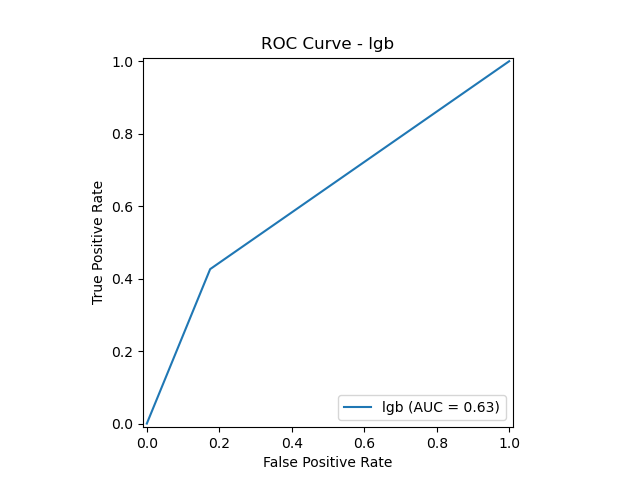 ROC Curve - lgb
True Positive Rate
1.0
0.8
0.6
0.4
0.2
0.0
lgb (AUC = 0.63)
0.0 0.2 0.4 0.6 0.8 1.0
False Positive Rate